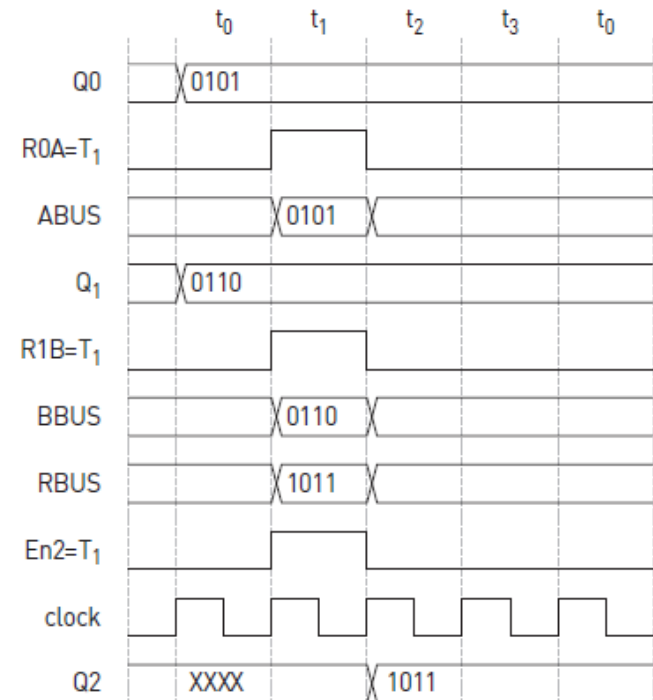 t0 t1 t2 t3 t0
Q0 0101
R0A=T1
ABUS 0101
Q1 0110
R1B=T1
BBUS 0110
RBUS 1011
En2=T1
clock
Q2 XXXX 1011